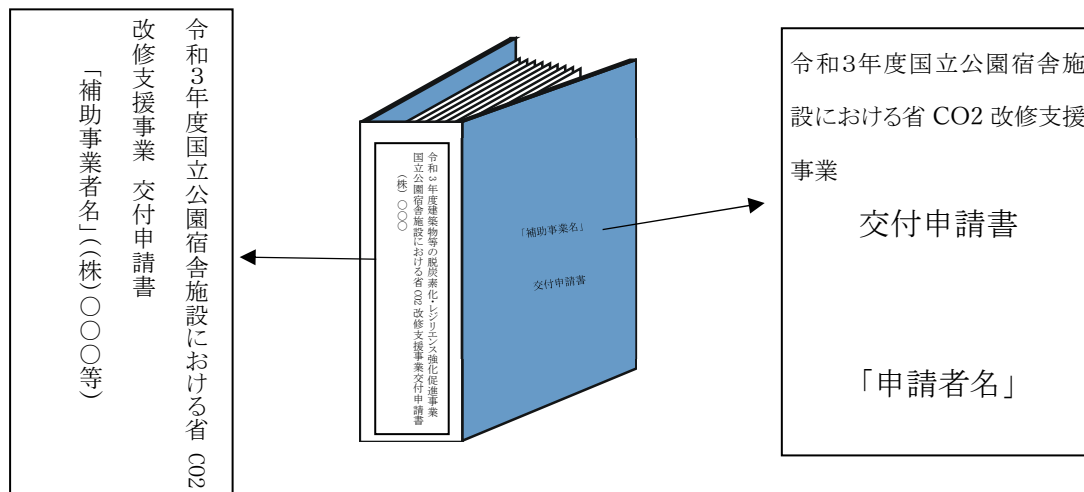 令和３年度国立公園宿舎施設における省 CO2
改修支援事業 交付申請書
「補助事業者名」（（株）〇〇〇等）
令和３年度建築物等の脱炭素化・レジリエンス強化促進事業
国立公園宿舎施設における省 CO2 改修支援事業交付申請書
（株）〇〇〇
「補助事業名」
交付申請書
令和3年度国立公園宿舎施
設における省 CO2 改修支援
事業
交付申請書
「申請者名」